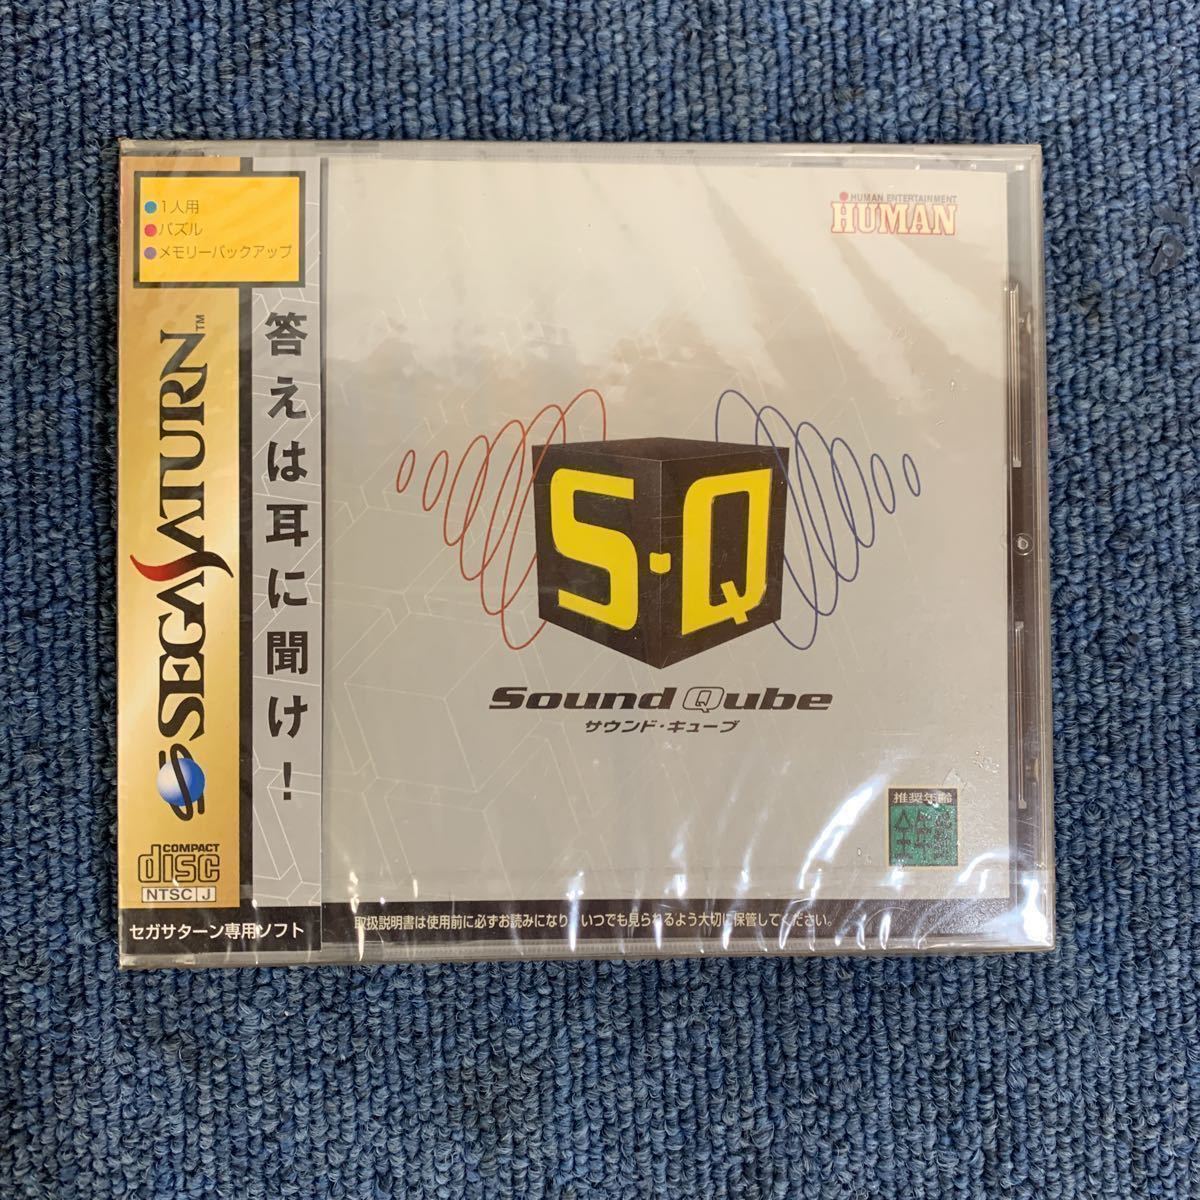 ●1人用
●パズル
●メモリーバックアップ
SEGA SATURN™
COMPACT
disc
NTSC J
セガサターン専用ソフト
答えは耳に聞け!
HUMAN ENTERTAINMENT
HUMAN
S・Q
Sound Qube
サウンド・キューブ
推奨年齢
全年齢
取扱説明書は使用前に必ずお読みになり、いつでも見られるよう大切に保管してください。